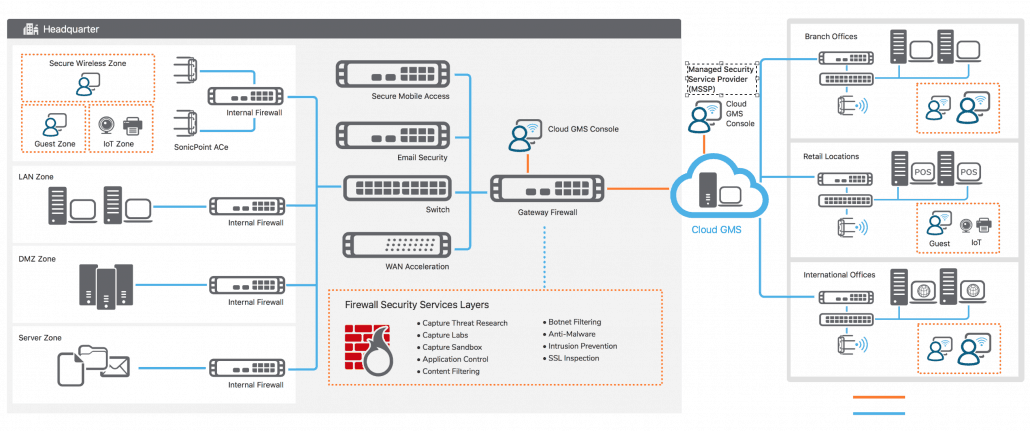 Headquarter
Secure Wireless Zone
Guest Zone
IoT Zone
SonicPoint ACe
Internal Firewall
LAN Zone
Internal Firewall
DMZ Zone
Internal Firewall
Server Zone
Internal Firewall
Secure Mobile Access
Email Security
Switch
WAN Acceleration
Cloud GMS Console
Gateway Firewall
Firewall Security Services Layers
• Capture Threat Research
• Capture Labs
• Capture Sandbox
• Application Control
• Content Filtering
• Botnet Filtering
• Anti-Malware
• Intrusion Prevention
• SSL Inspection
Managed Security
Service Provider
(MSSP)
Cloud
GMS
Console
Cloud GMS
Branch Offices
Retail Locations
POS
POS
Guest
IoT
International Offices